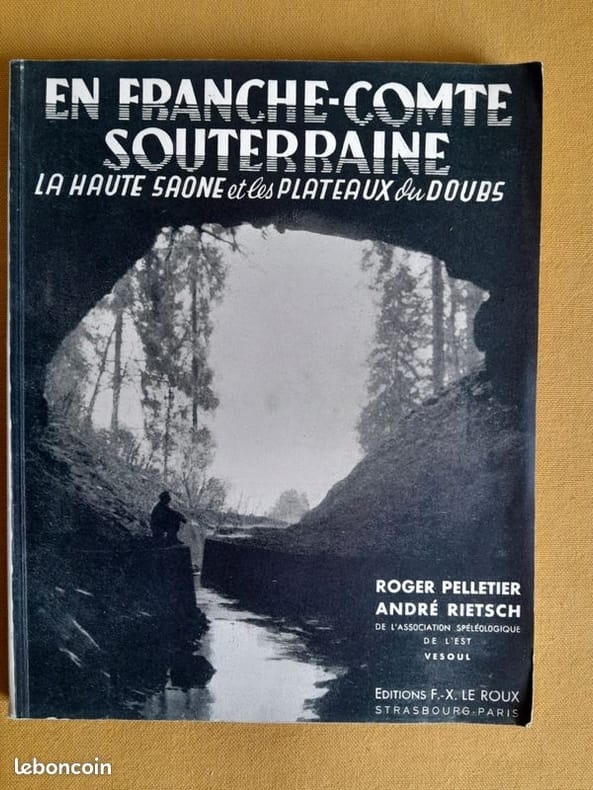 EN FRANCHE-COMTE
SOUTERRAINE
LA HAUTE SAONE et les PLATEAUX du DOUBS
ROGER PELLETIER
ANDRÉ RIETSCH
DE L'ASSOCIATION SPÉLÉOLOGIQUE
DE L'EST
VESOUL
EDITIONS F.-X. LE ROUX
STRASBOURG-PARIS
leboncoin